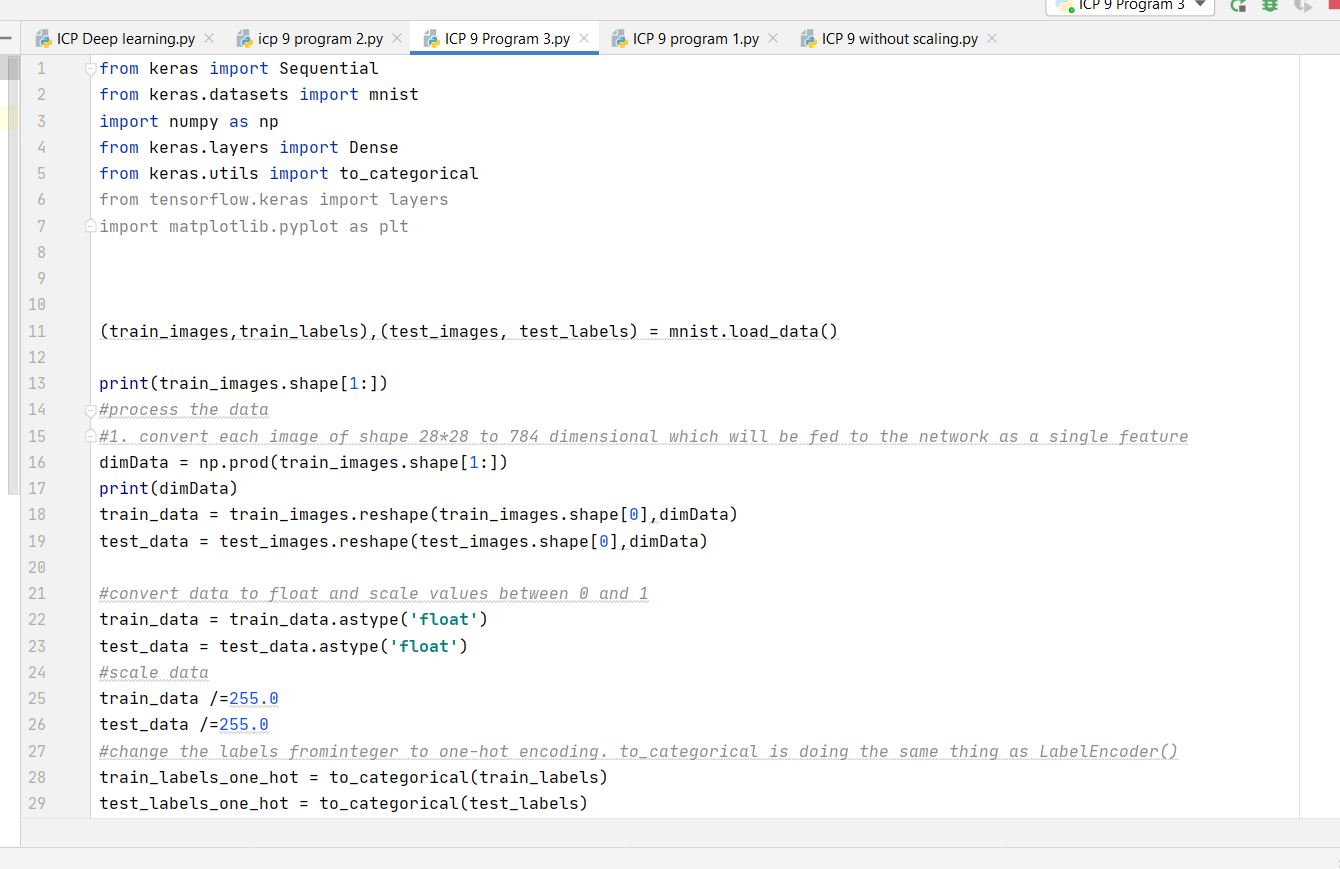 ICP 9 Program 3
ICP Deep learning.py icp 9 program 2.py ICP 9 Program 3.py ICP 9 program 1.py ICP 9 without scaling.py
1 from keras import Sequential
2 from keras.datasets import mnist
3 import numpy as np
4 from keras.layers import Dense
5 from keras.utils import to_categorical
6 from tensorflow.keras import layers
7 import matplotlib.pyplot as plt
8
9
10
11 (train_images,train_labels),(test_images, test_labels) = mnist.load_data()
12
13 print(train_images.shape[1:])
14 #process the data
15 #1. convert each image of shape 28*28 to 784 dimensional which will be fed to the network as a single feature
16 dimData = np.prod(train_images.shape[1:])
17 print(dimData)
18 train_data = train_images.reshape(train_images.shape[0],dimData)
19 test_data = test_images.reshape(test_images.shape[0],dimData)
20
21 #convert data to float and scale values between 0 and 1
22 train_data = train_data.astype('float')
23 test_data = test_data.astype('float')
24 #scale data
25 train_data /=255.0
26 test_data /=255.0
27 #change the labels frominteger to one-hot encoding. to_categorical is doing the same thing as LabelEncoder()
28 train_labels_one_hot = to_categorical(train_labels)
29 test_labels_one_hot = to_categorical(test_labels)